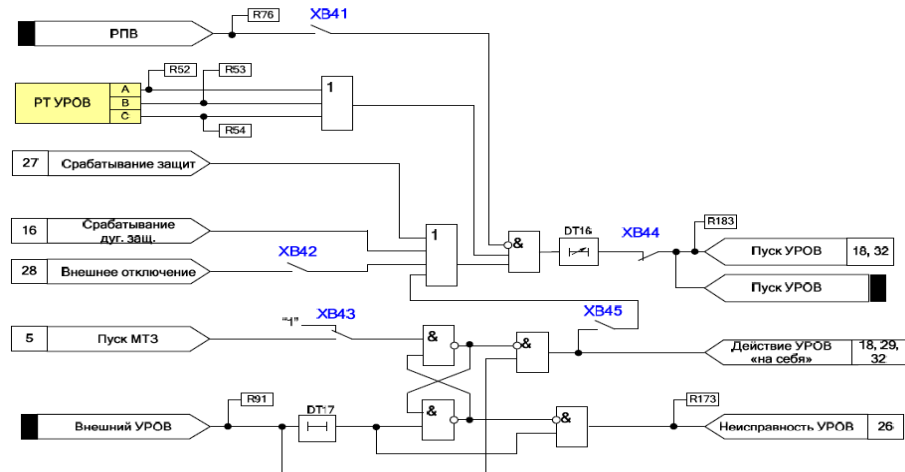 R76
XB41
РПВ
R52
R53
A
РТ УРОВ
B
C
1
R54
27
Срабатывание защит
16
Срабатывание
дуг. защ.
1
&
DT16
XB44
R183
Пуск УРОВ
18, 32
28
Внешнее отключение
XB42
Пуск УРОВ
5
Пуск МТЗ
"1"
XB43
&
&
XB45
Действие УРОВ
«на себя»
18, 29,
32
R91
Внешний УРОВ
DT17
&
&
R173
Неисправность УРОВ
26